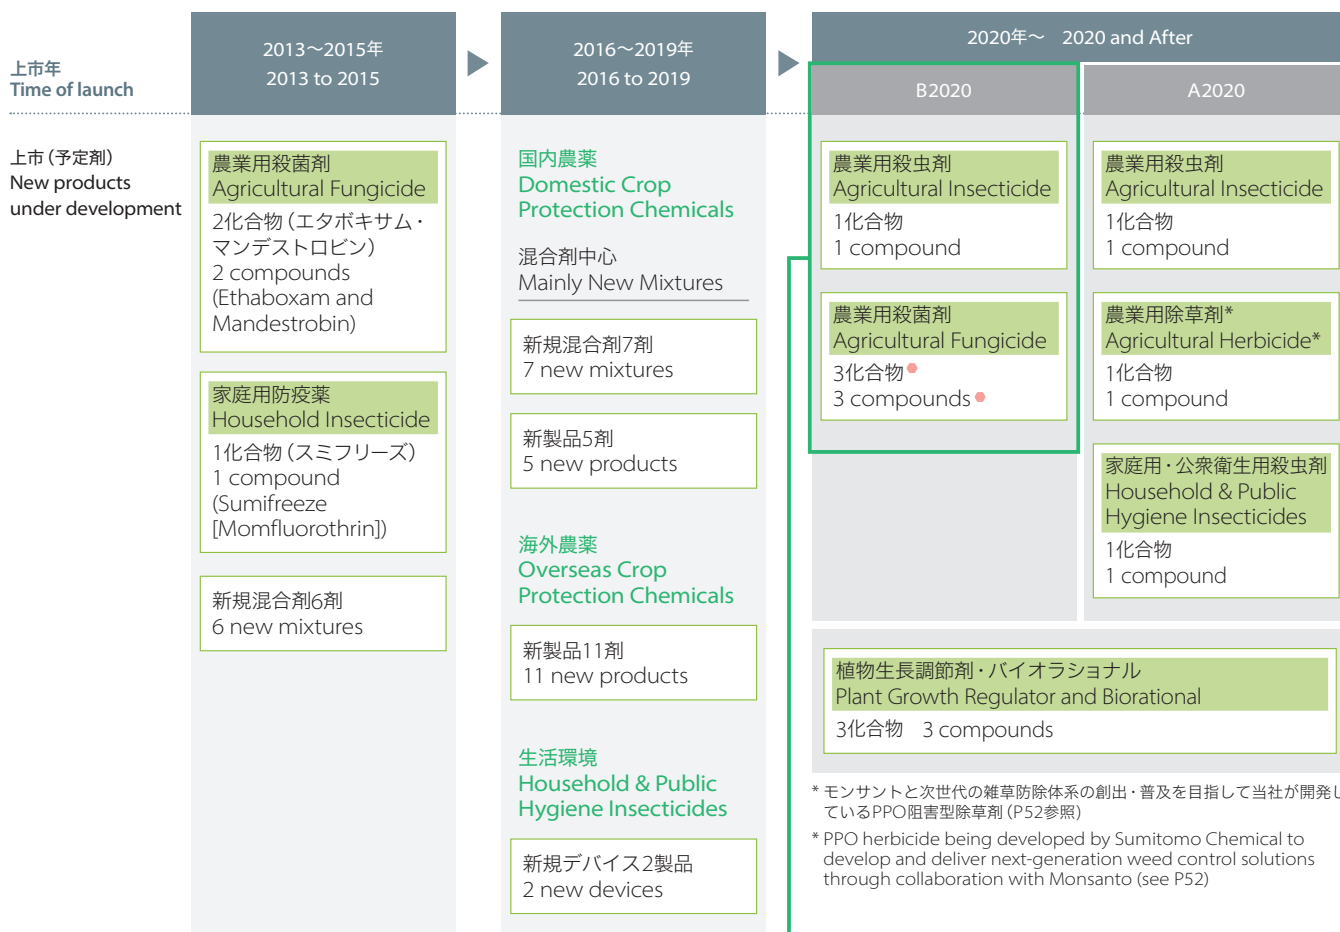 上市年
Time of launch
2013～2015年
2013 to 2015
2016～2019年
2016 to 2019
2020年～ 2020 and After
B2020
A2020
上市（予定剤）
New products
under development
農業用殺菌剤
Agricultural Fungicide
2化合物（エタボキサム・
マンデストロビン）
2 compounds
(Ethaboxam and
Mandestrobin)
家庭用防疫薬
Household Insecticide
1化合物（スミフリーズ）
1 compound
(Sumifreeze
[Momfluorothrin])
新規混合剤6剤
6 new mixtures
国内農薬
Domestic Crop
Protection Chemicals
混合剤中心
Mainly New Mixtures
新規混合剤7剤
7 new mixtures
新製品5剤
5 new products
海外農薬
Overseas Crop
Protection Chemicals
新製品11剤
11 new products
生活環境
Household & Public
Hygiene Insecticides
新規デバイス2製品
2 new devices
農業用殺虫剤
Agricultural Insecticide
1化合物
1 compound
農業用殺菌剤
Agricultural Fungicide
3化合物
3 compounds
農業用殺虫剤
Agricultural Insecticide
1化合物
1 compound
農業用除草剤*
Agricultural Herbicide*
1化合物
1 compound
家庭用・公衆衛生用殺虫剤
Household & Public
Hygiene Insecticides
1化合物
1 compound
植物生長調節剤・バイオラショナル
Plant Growth Regulator and Biorational
3化合物 3 compounds
* モンサントと次世代の雑草防除体系の創出・普及を目指して当社が開発し
ているPPO阻害型除草剤（P52参照）
* PPO herbicide being developed by Sumitomo Chemical to
develop and deliver next-generation weed control solutions
through collaboration with Monsanto (see P52)